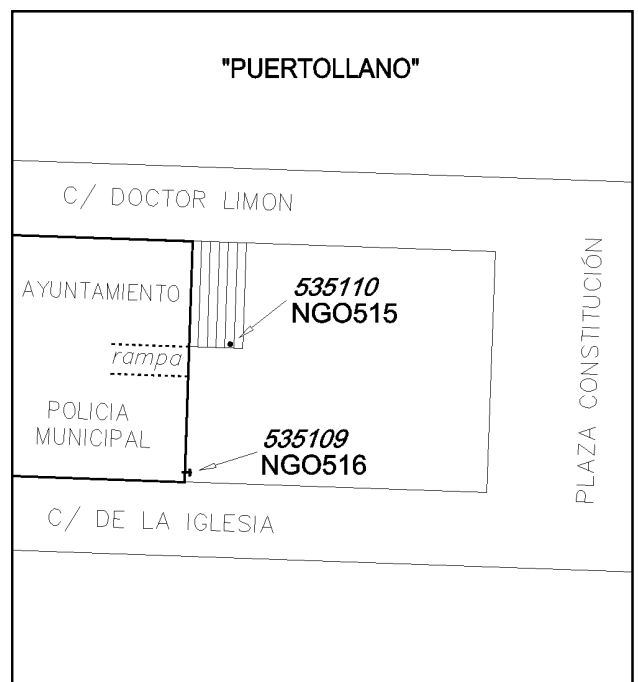 "PUERTOLLANO"
C/ DOCTOR LIMON
AYUNTAMIENTO
535110
NGO515
rampa
PLAZA CONSTITUCIÓN
POLICIA
MUNICIPAL
535109
NGO516
C/ DE LA IGLESIA